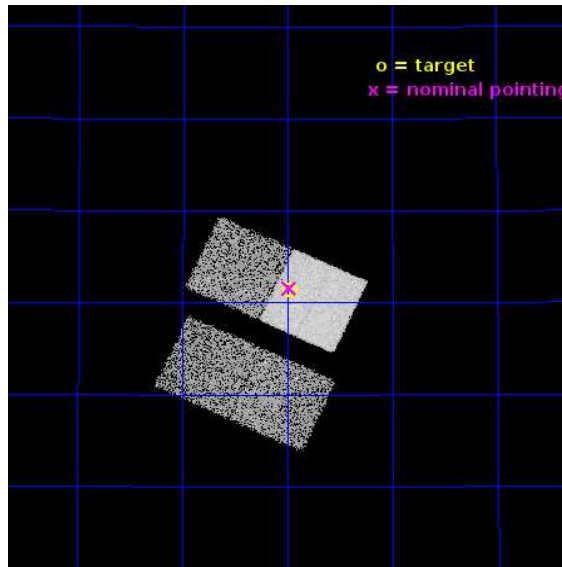 o = target
x = nominal pointing